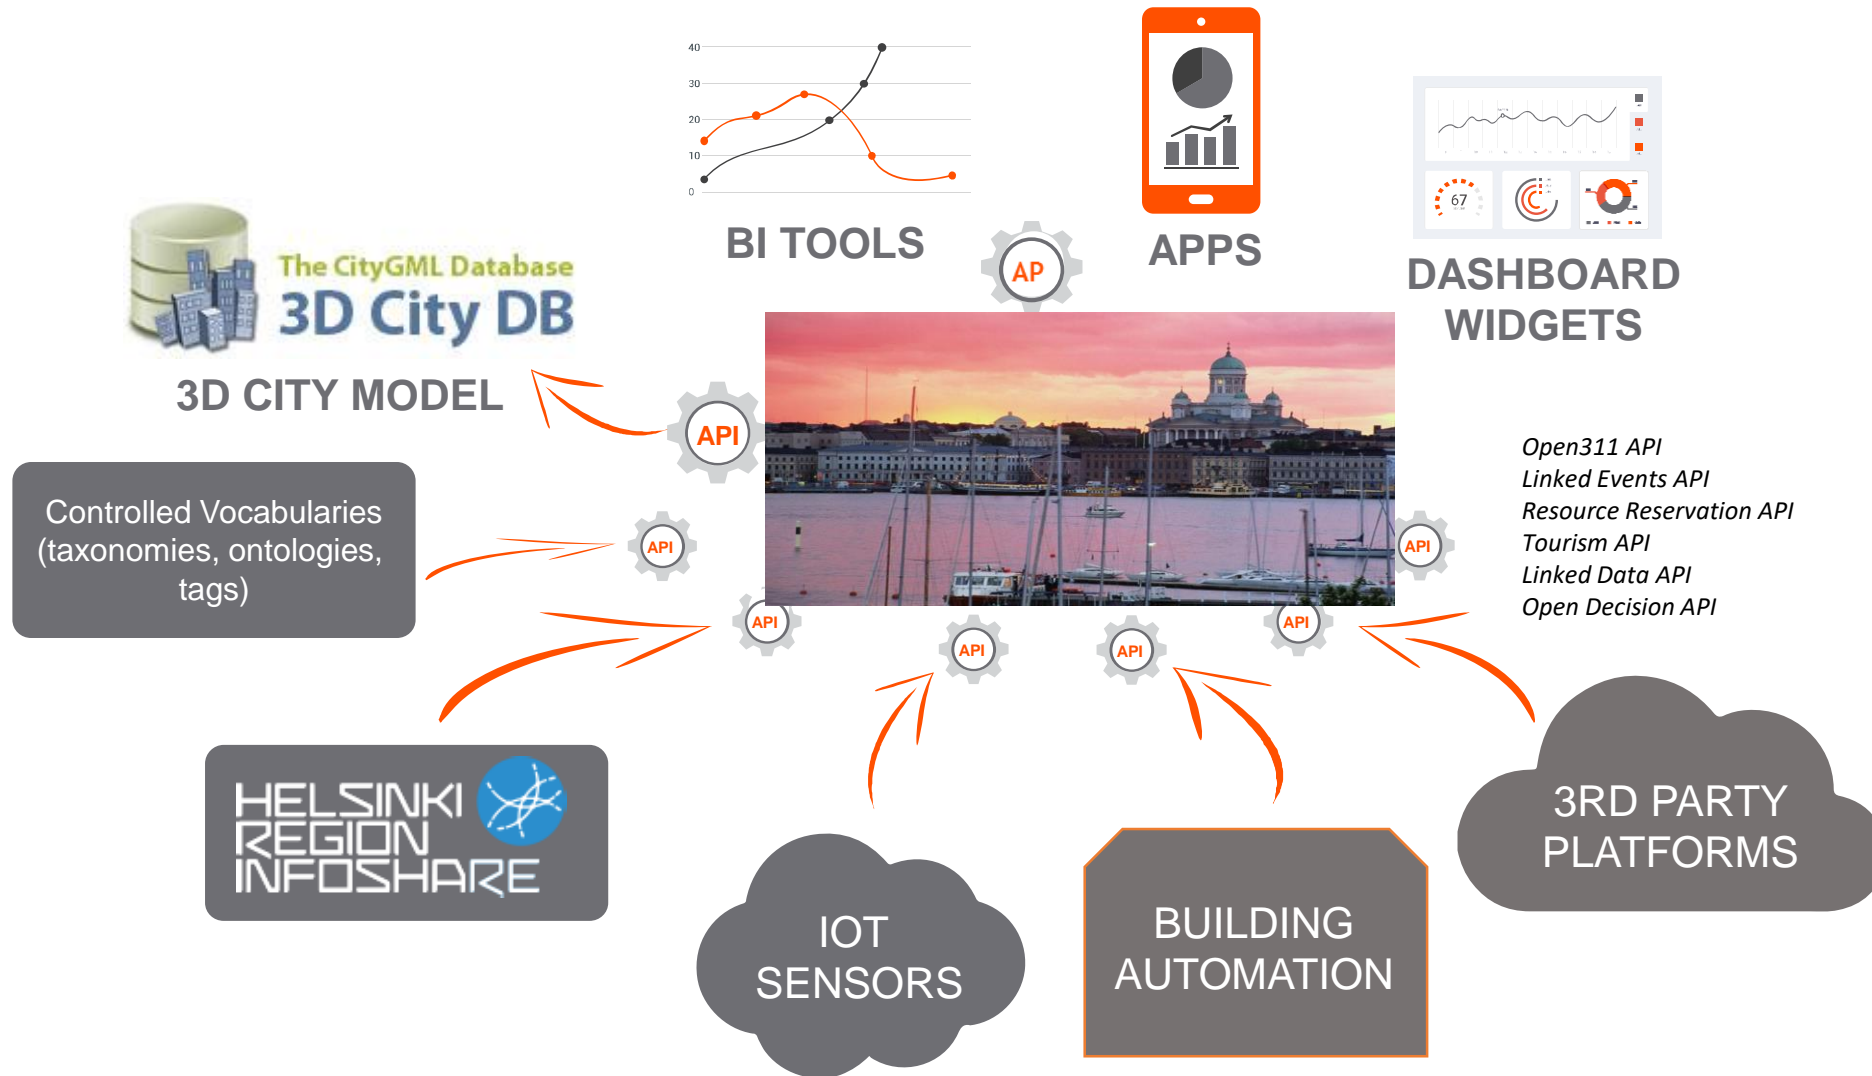 40
30
20
10
0
BI TOOLS
APPS
67
DASHBOARD
WIDGETS
The CityGML Database
3D City DB
3D CITY MODEL
AP
API
Controlled Vocabularies
(taxonomies, ontologies,
tags)
API
API
API
API
API
API
Open311 API
Linked Events API
Resource Reservation API
Tourism API
Linked Data API
Open Decision API
HELSINKI
REGION
INFOSHARE
IOT
SENSORS
BUILDING
AUTOMATION
3RD PARTY
PLATFORMS